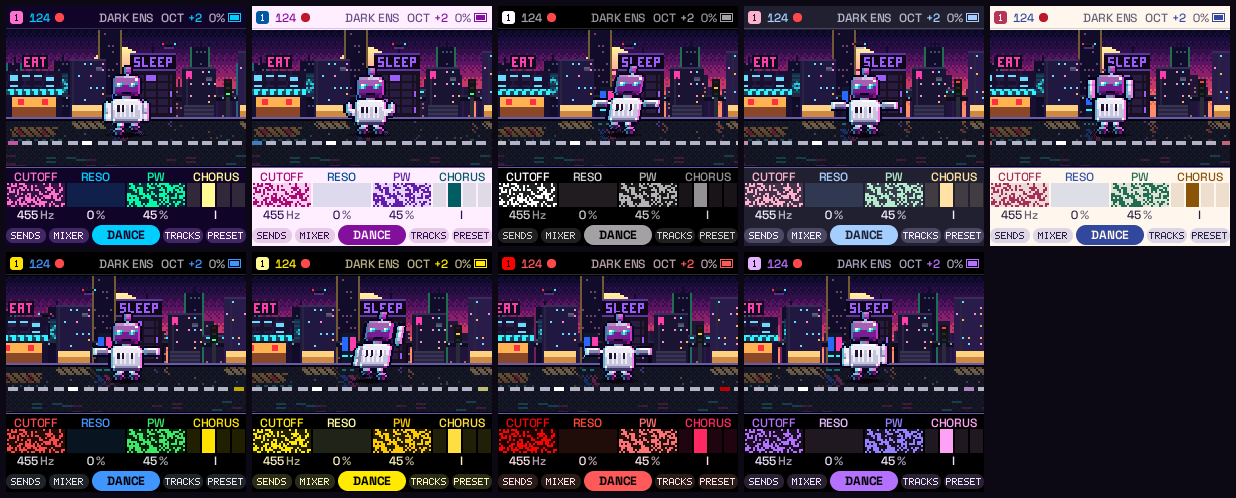 1 124 DARK ENS OCT +2 0%
EAT SLEEP
CUTOFF RESO PW CHORUS
455 Hz 0 % 45 % I
SENDS MIXER DANCE TRACKS PRESET
1 124 DARK ENS OCT +2 0%
EAT SLEEP
CUTOFF RESO PW CHORUS
455 Hz 0 % 45 % I
SENDS MIXER DANCE TRACKS PRESET
1 124 DARK ENS OCT +2 0%
EAT SLEEP
CUTOFF RESO PW CHORUS
455 Hz 0 % 45 % I
SENDS MIXER DANCE TRACKS PRESET
1 124 DARK ENS OCT +2 0%
EAT SLEEP
CUTOFF RESO PW CHORUS
455 Hz 0 % 45 % I
SENDS MIXER DANCE TRACKS PRESET
1 124 DARK ENS OCT +2 0%
EAT SLEEP
CUTOFF RESO PW CHORUS
455 Hz 0 % 45 % I
SENDS MIXER DANCE TRACKS PRESET
1 124 DARK ENS OCT +2 0%
EAT SLEEP
CUTOFF RESO PW CHORUS
455 Hz 0 % 45 % I
SENDS MIXER DANCE TRACKS PRESET
1 124 DARK ENS OCT +2 0%
EAT SLEEP
CUTOFF RESO PW CHORUS
455 Hz 0 % 45 % I
SENDS MIXER DANCE TRACKS PRESET
1 124 DARK ENS OCT +2 0%
EAT SLEEP
CUTOFF RESO PW CHORUS
455 Hz 0 % 45 % I
SENDS MIXER DANCE TRACKS PRESET
1 124 DARK ENS OCT +2 0%
EAT SLEEP
CUTOFF RESO PW CHORUS
455 Hz 0 % 45 % I
SENDS MIXER DANCE TRACKS PRESET